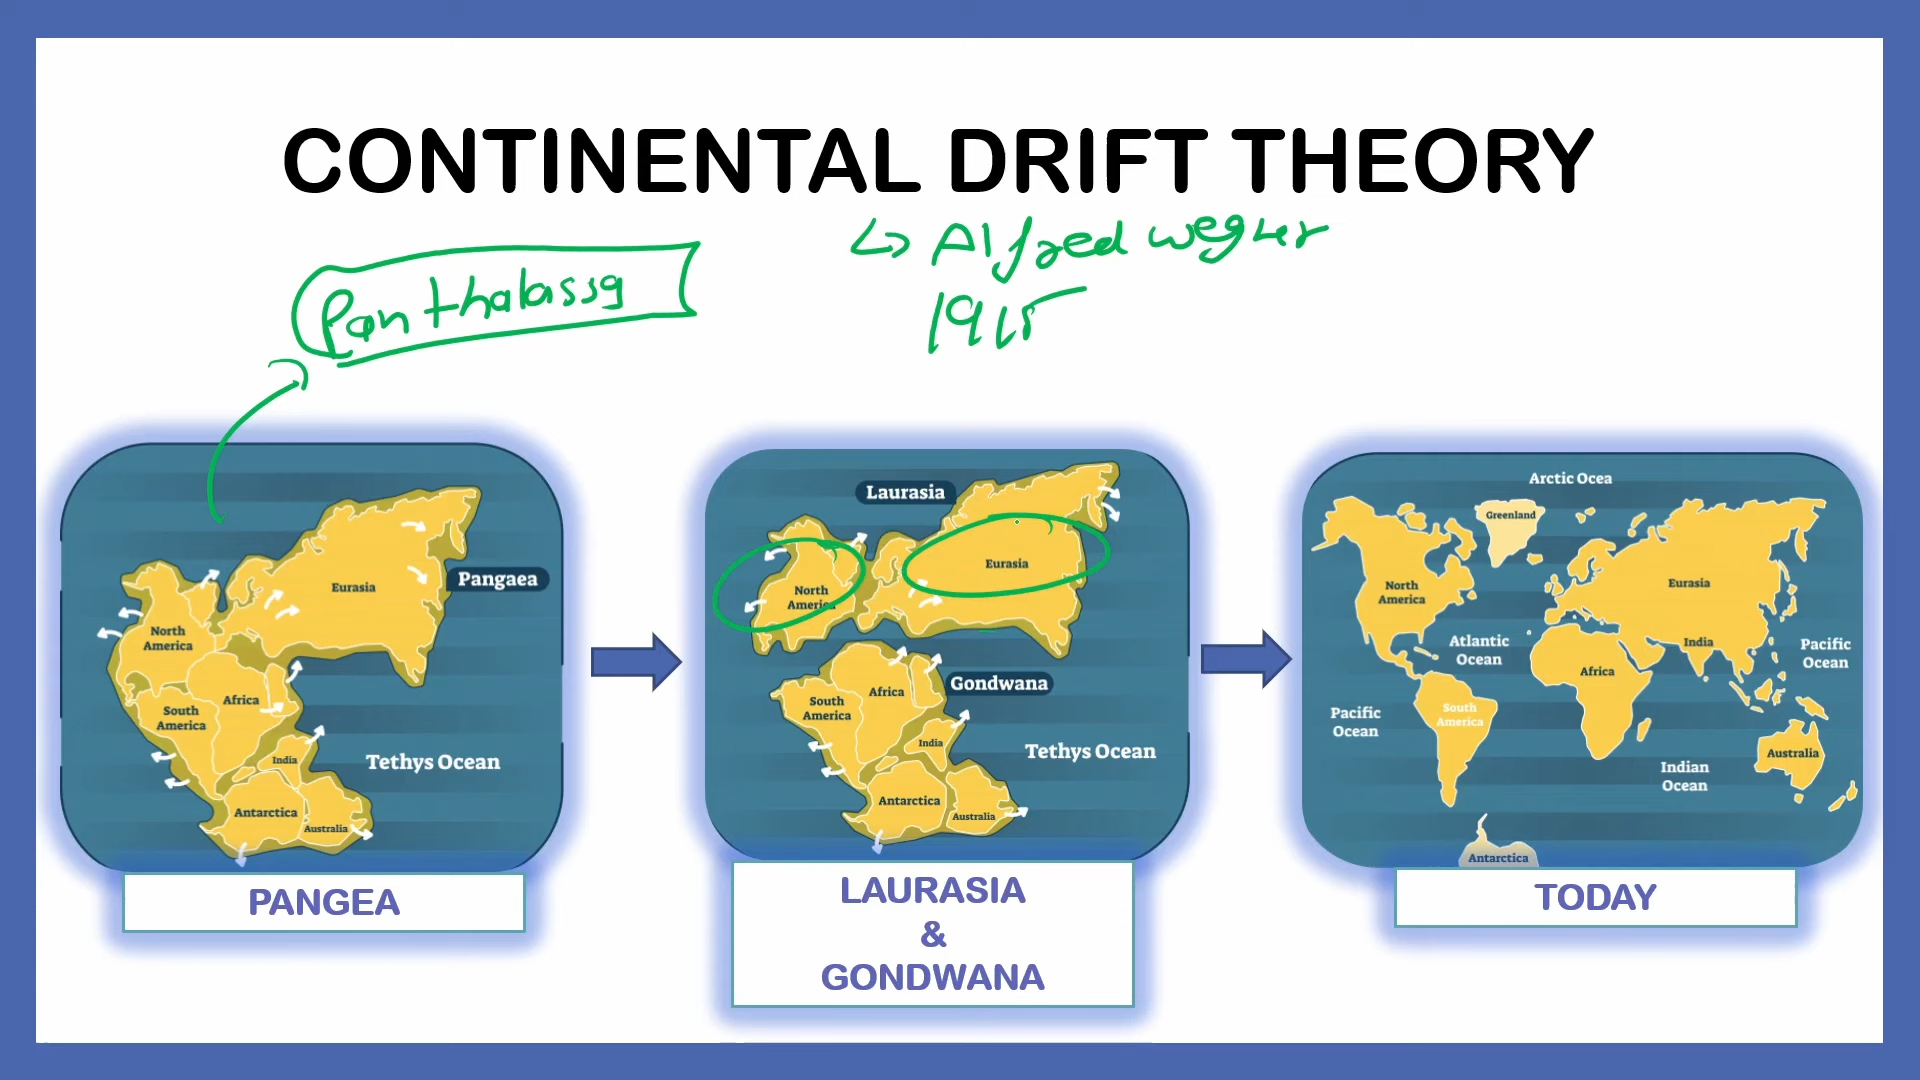 CONTINENTAL DRIFT THEORY
↳ Alfred wegner
1915
Panthalassa
Eurasia
Pangaea
North
America
Africa
South
America
India
Tethys Ocean
Antarctica
Australia
PANGEA
Laurasia
Eurasia
North
America
Gondwana
Africa
South
America
India
Tethys Ocean
Antarctica
Australia
LAURASIA
&
GONDWANA
Arctic Ocea
Greenland
North
America
Eurasia
Atlantic
Ocean
India
Pacific
Ocean
Africa
Pacific
Ocean
South
America
Australia
Indian
Ocean
Antarctica
TODAY